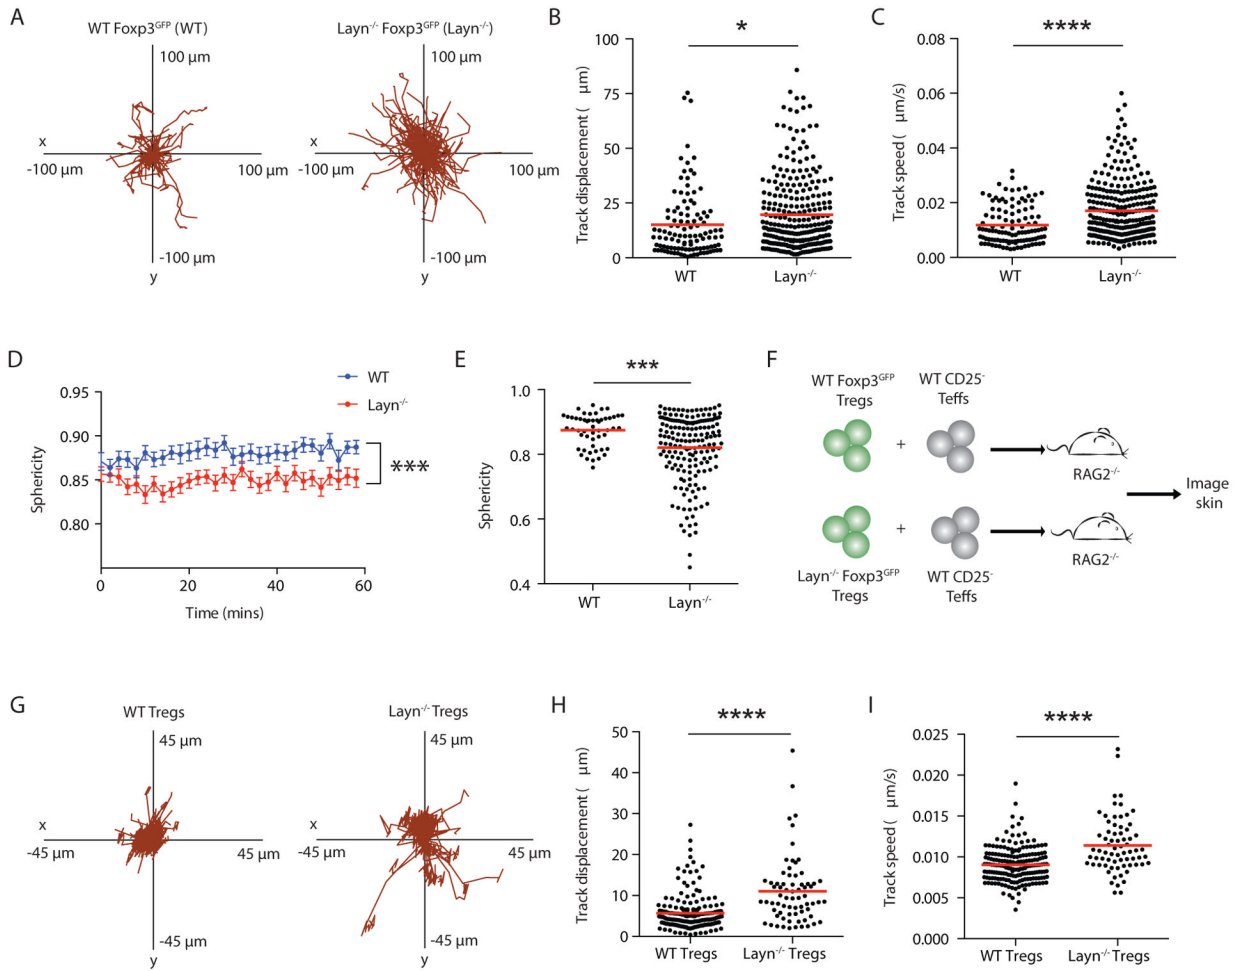 A
WT Foxp3GFP (WT)
100 μm
x
-100 μm
100 μm
-100 μm
y
Layn-/- Foxp3GFP (Layn-/-)
100 μm
x
-100 μm
100 μm
-100 μm
y
B
*
Track displacement ( μm)
100
75
50
25
0
WT
Layn-/-
C
****
Track speed ( μm/s)
0.08
0.06
0.04
0.02
0.00
WT
Layn-/-
D
WT
Layn-/-
Sphericity
0.95
0.90
0.85
0.80
***
0
20
40
60
Time (mins)
E
***
Sphericity
1.0
0.8
0.6
0.4
WT
Layn-/-
F
WT Foxp3GFP
Tregs
WT CD25-
Teffs
+
RAG2-/-
Image
skin
+
RAG2-/-
Layn-/- Foxp3GFP
Tregs
WT CD25-
Teffs
G
WT Tregs
45 μm
x
-45 μm
45 μm
-45 μm
y
Layn-/- Tregs
45 μm
x
-45 μm
45 μm
-45 μm
y
H
****
Track displacement ( μm)
50
40
30
20
10
0
WT Tregs
Layn-/- Tregs
I
****
Track speed ( μm/s)
0.025
0.020
0.015
0.010
0.005
0.000
WT Tregs
Layn-/- Tregs